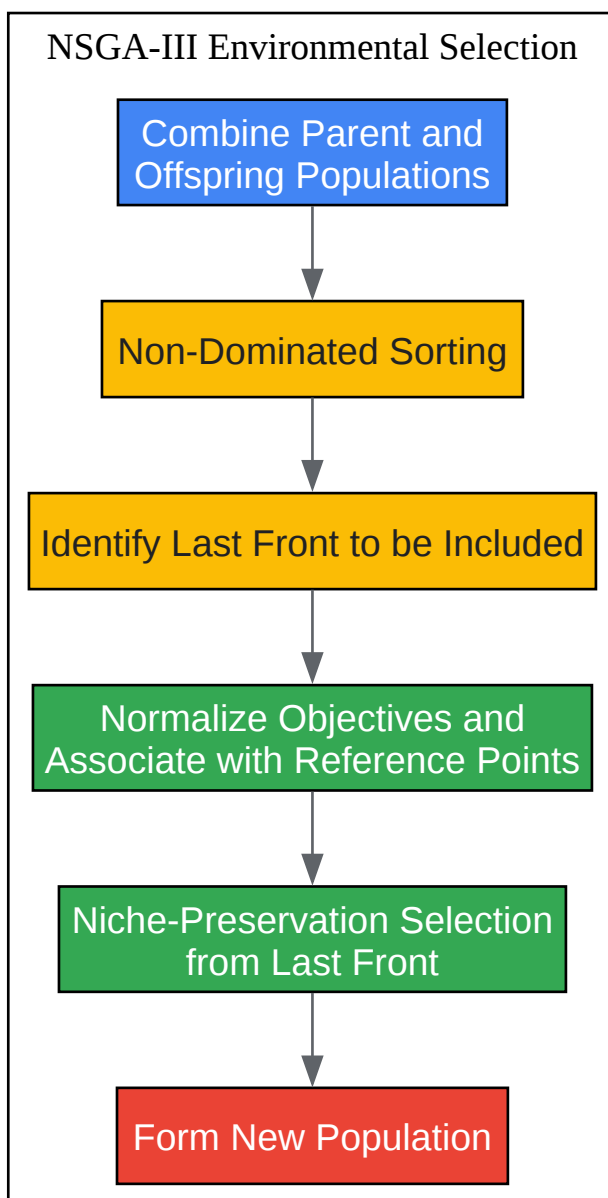 NSGA-III Environmental Selection
Combine Parent and
Offspring Populations
Non-Dominated Sorting
Identify Last Front to be Included
Normalize Objectives and
Associate with Reference Points
Niche-Preservation Selection
from Last Front
Form New Population